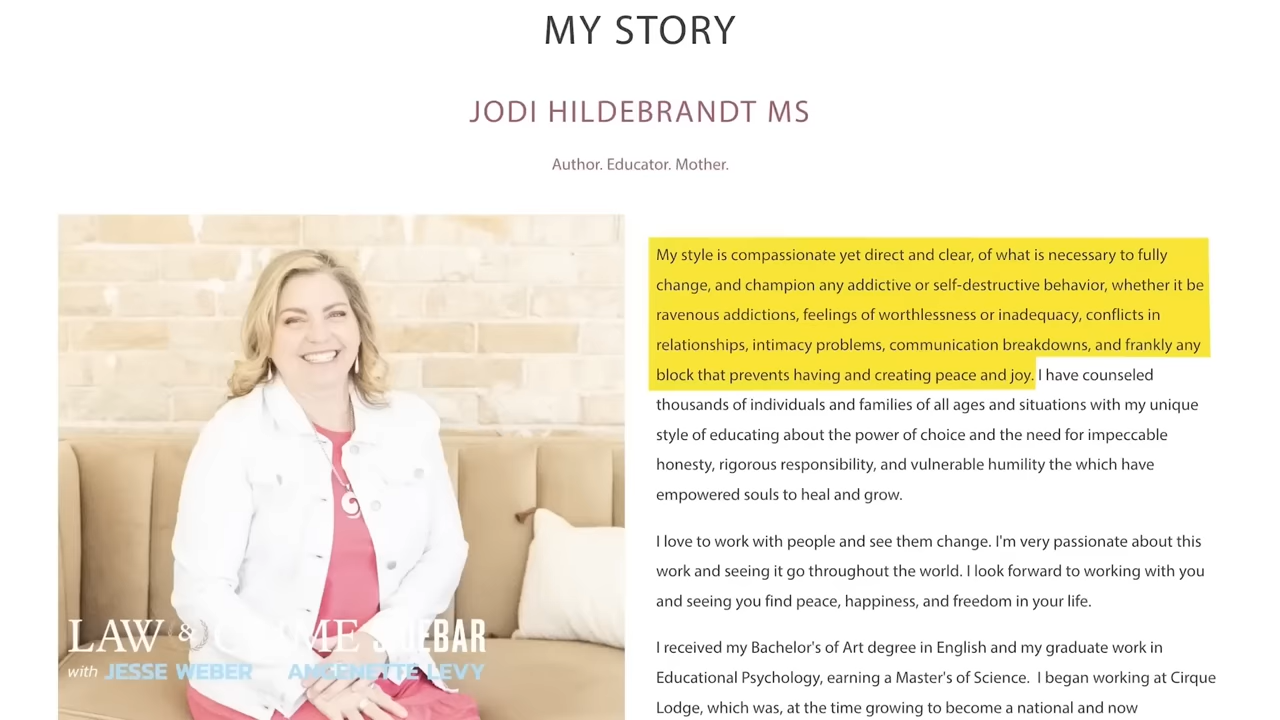 MY STORY
JODI HILDEBRANDT MS
Author. Educator. Mother.
My style is compassionate yet direct and clear, of what is necessary to fully
change, and champion any addictive or self-destructive behavior, whether it be
ravenous addictions, feelings of worthlessness or inadequacy, conflicts in
relationships, intimacy problems, communication breakdowns, and frankly any
block that prevents having and creating peace and joy. I have counseled
thousands of individuals and families of all ages and situations with my unique
style of educating about the power of choice and the need for impeccable
honesty, rigorous responsibility, and vulnerable humility the which have
empowered souls to heal and grow.
I love to work with people and see them change. I'm very passionate about this
work and seeing it go throughout the world. I look forward to working with you
and seeing you find peace, happiness, and freedom in your life.
I received my Bachelor's of Art degree in English and my graduate work in
Educational Psychology, earning a Master's of Science. I began working at Cirque
Lodge, which was, at the time growing to become a national and now
LAW & CRIME SIDEBAR
with JESSE WEBER ANGENETTE LEVY